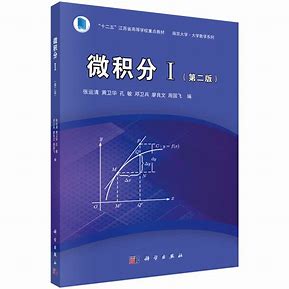 "十二五"江苏省高等学校重点教材 南京大学·大学数学系列
微积分 I
(第二版)
张运清 黄卫华 孔敏 邓卫兵 廖良文 周国飞 编
y=f(x)
科学出版社